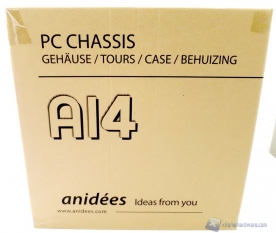 PC CHASSIS
GEHÄUSE / TOURS / CASE / BEHUIZING
AI4
anidées Ideas from you
www.anidees.com